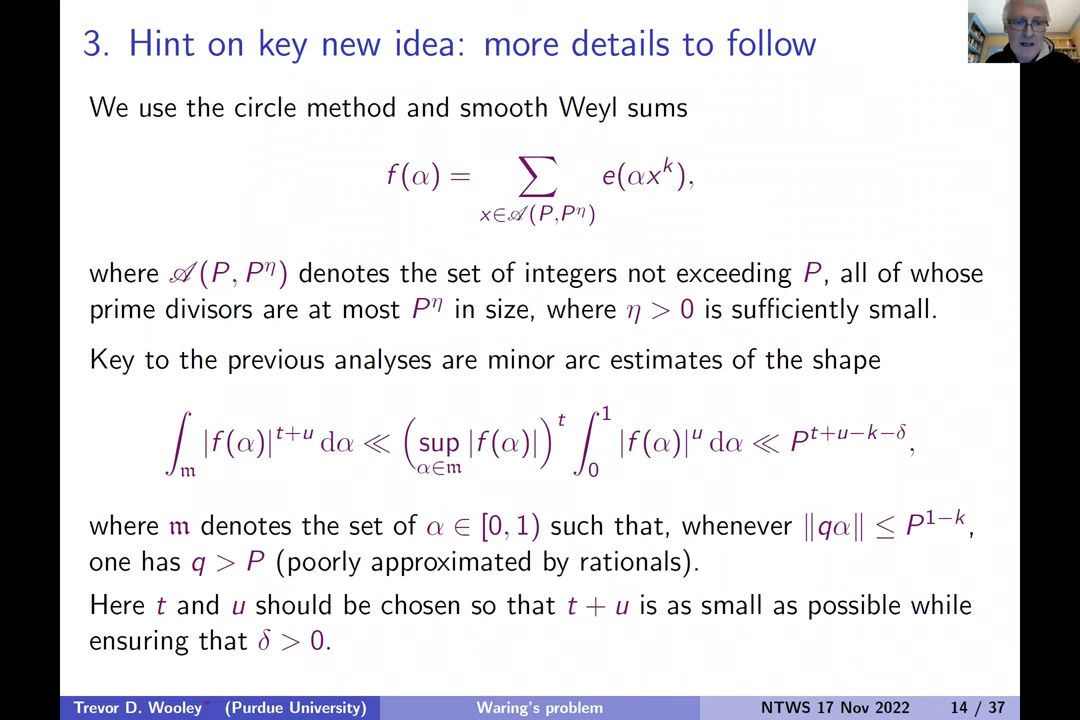 3. Hint on key new idea: more details to follow
We use the circle method and smooth Weyl sums
f(α) = ∑_{x∈𝒜(P,P^η)} e(αx^k),
where 𝒜(P, P^η) denotes the set of integers not exceeding P, all of whose
prime divisors are at most P^η in size, where η > 0 is sufficiently small.
Key to the previous analyses are minor arc estimates of the shape
∫_𝔪 |f(α)|^{t+u} dα ≪ (sup_{α∈𝔪} |f(α)|)^t ∫_0^1 |f(α)|^u dα ≪ P^{t+u−k−δ},
where 𝔪 denotes the set of α ∈ [0, 1) such that, whenever ‖qα‖ ≤ P^{1−k},
one has q > P (poorly approximated by rationals).
Here t and u should be chosen so that t + u is as small as possible while
ensuring that δ > 0.
Trevor D. Wooley* (Purdue University) Waring's problem NTWS 17 Nov 2022 14 / 37